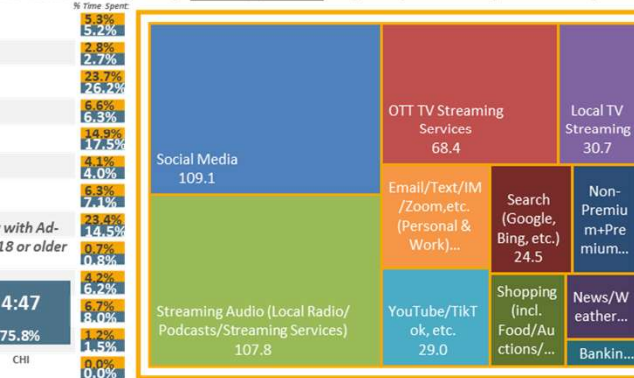 % Time Spent:
5.3%
5.2%
2.8%
2.7%
23.7%
26.2%
6.6%
6.3%
14.9%
17.5%
4.1%
4.0%
6.3%
7.1%
with Ad-
18 or older
23.4%
14.5%
0.7%
0.8%
4.2%
6.2%
6.7%
8.0%
1.2%
1.5%
0.0%
0.0%
4:47
75.8%
CHI
Social Media
109.1
Streaming Audio (Local Radio/
Podcasts/Streaming Services)
107.8
OTT TV Streaming
Services
68.4
Local TV
Streaming
30.7
Email/Text/IM
/Zoom,etc.
(Personal &
Work)...
Search
(Google,
Bing, etc.)
24.5
Non-
Premiu
m+Pre
mium...
YouTube/TikT
ok, etc.
29.0
Shopping
(incl.
Food/Au
ctions/...
News/W
eather...
Bankin...